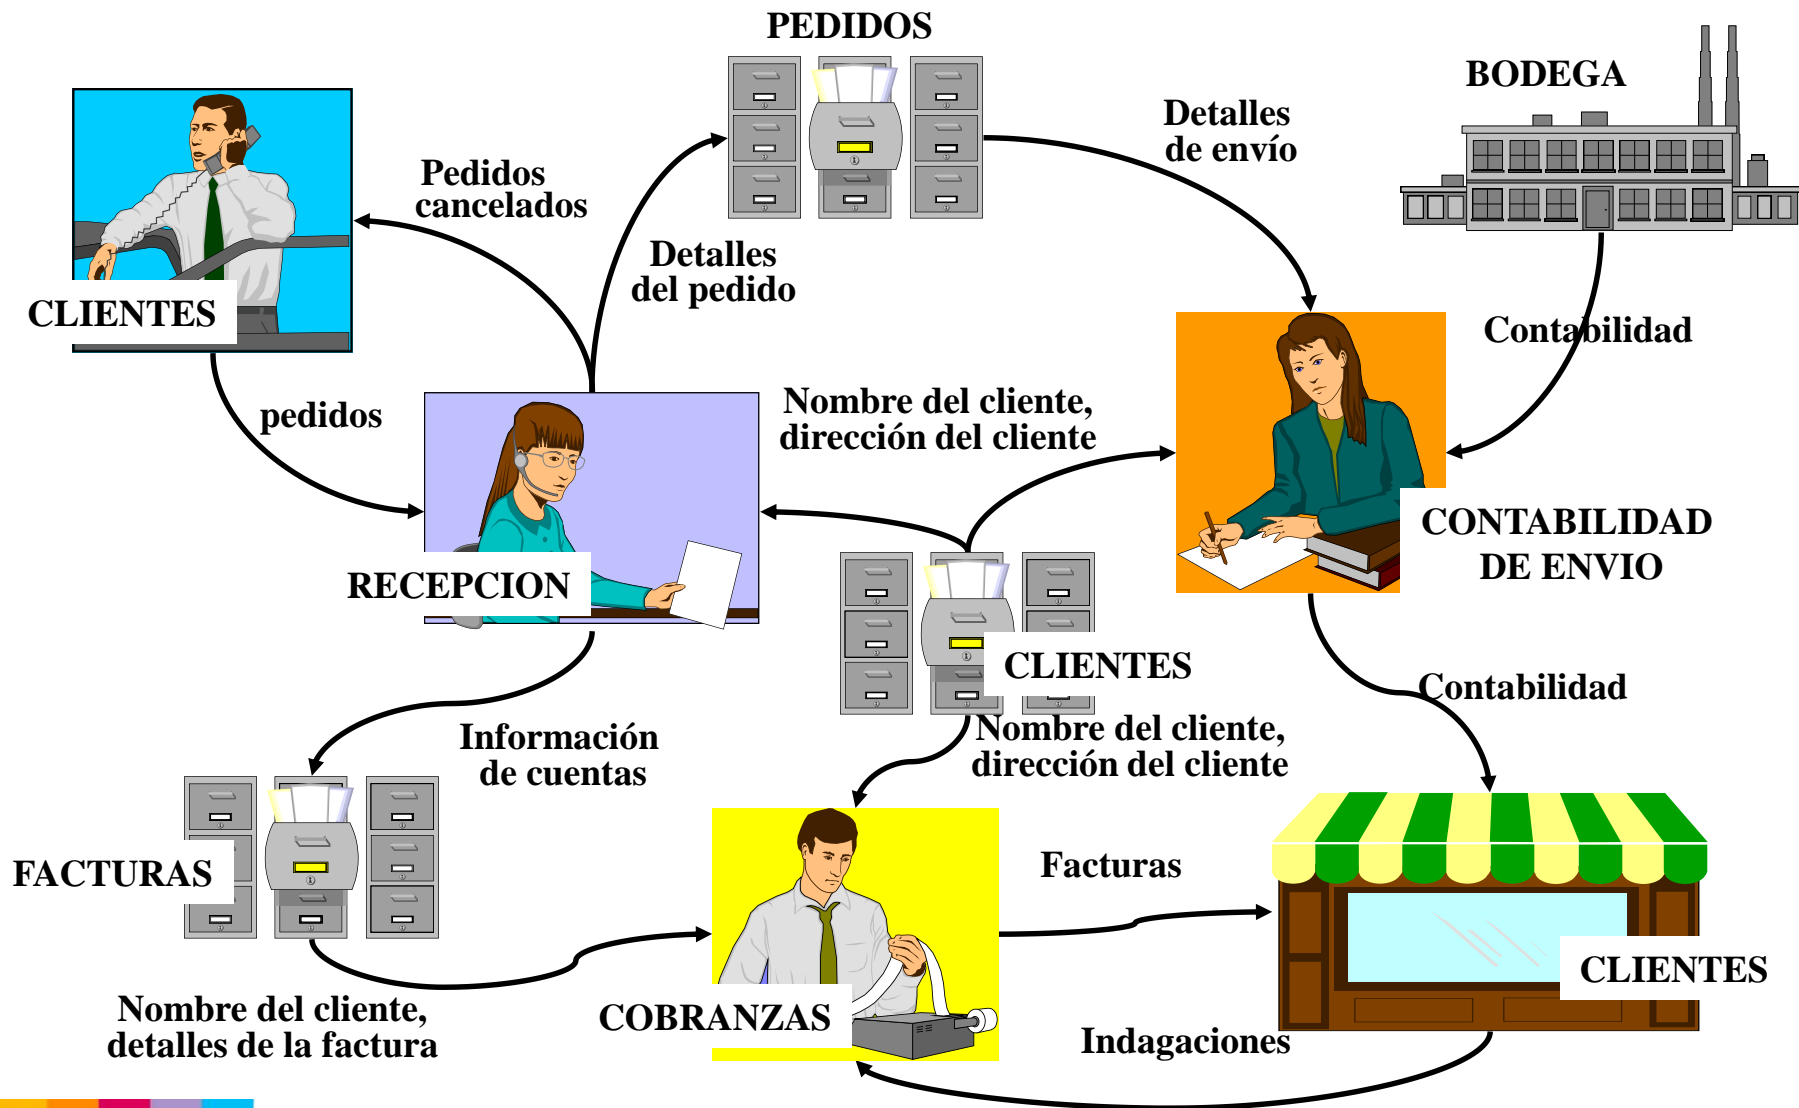 PEDIDOS
BODEGA
Detalles
de envío
Pedidos
cancelados
Detalles
del pedido
CLIENTES
Contabilidad
pedidos
Nombre del cliente,
dirección del cliente
CONTABILIDAD
DE ENVIO
RECEPCION
CLIENTES
Contabilidad
Nombre del cliente,
dirección del cliente
Información
de cuentas
FACTURAS
Facturas
CLIENTES
COBRANZAS
Nombre del cliente,
detalles de la factura
Indagaciones